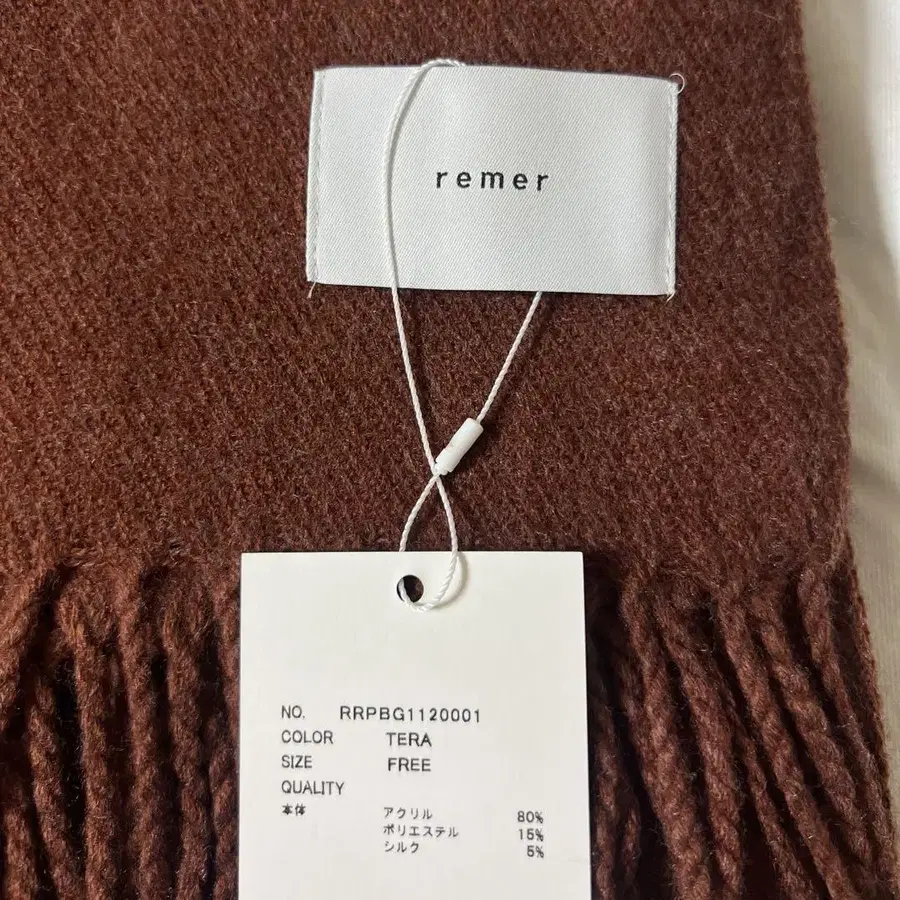 remer
NO. RRPBG1120001
COLOR TERA
SIZE FREE
QUALITY
本体 アクリル 80%
ポリエステル 15%
シルク 5%